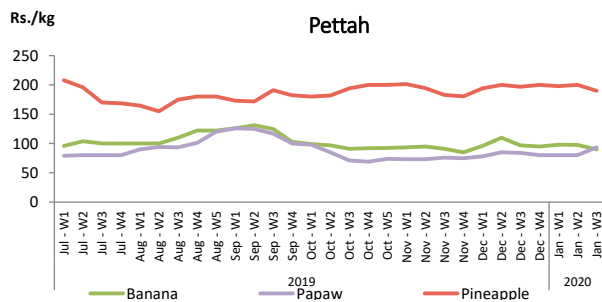 Rs./kg
Pettah
250
200
150
100
50
0
Jul - W1
Jul - W2
Jul - W3
Jul - W4
Aug - W1
Aug - W2
Aug - W3
Aug - W4
Aug - W5
Sep - W1
Sep - W2
Sep - W3
Sep - W4
Oct - W1
Oct - W2
Oct - W3
Oct - W4
Oct - W5
Nov - W1
Nov - W2
Nov - W3
Nov - W4
Dec - W1
Dec - W2
Dec - W3
Dec - W4
Jan - W1
Jan - W2
Jan - W3
2019 2020
Banana Papaw Pineapple